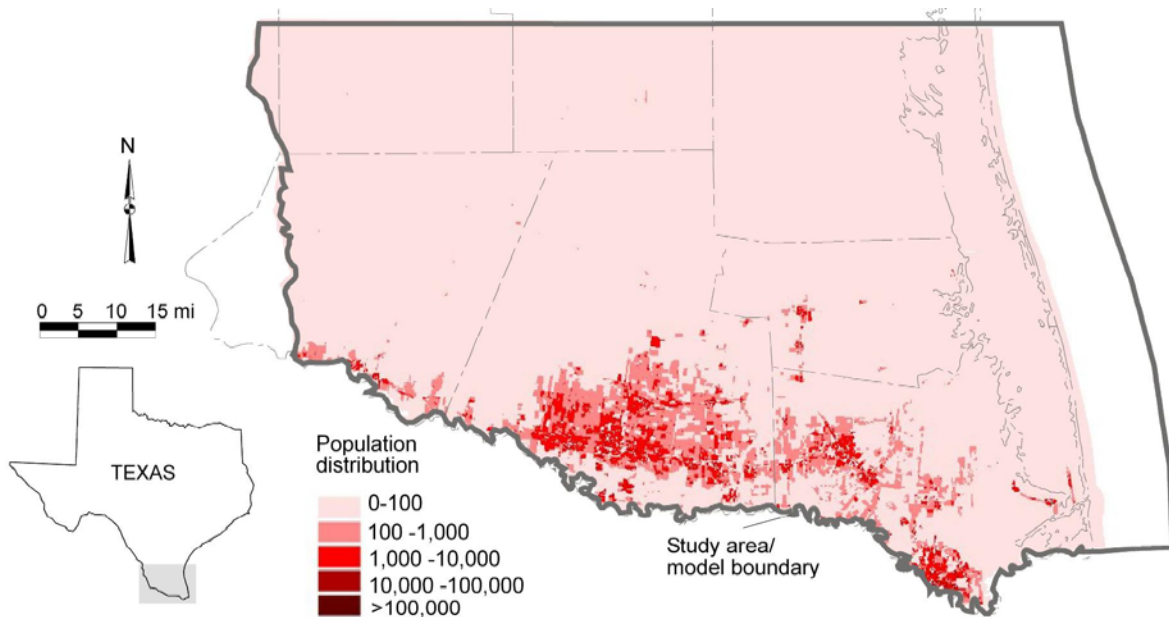 N
0 5 10 15 mi
TEXAS
Population
distribution
0-100
100 -1,000
1,000 -10,000
10,000 -100,000
>100,000
Study area/
model boundary